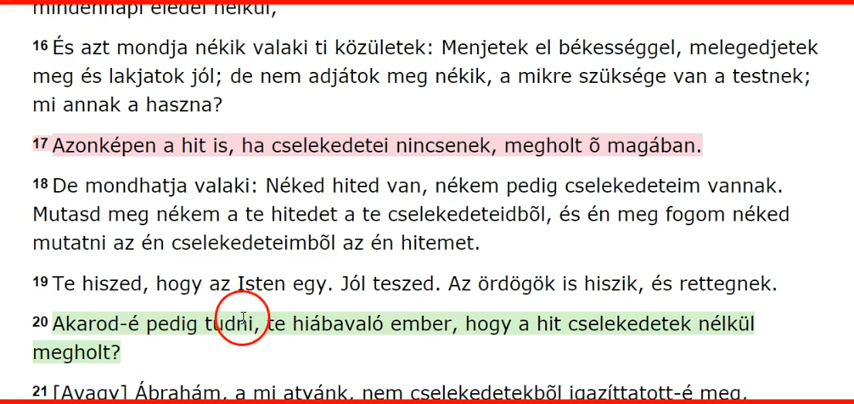 mindennapi eledel nélkül,
16 És azt mondja nékik valaki ti közületek: Menjetek el békességgel, melegedjetek
meg és lakjatok jól; de nem adjátok meg nékik, a mikre szüksége van a testnek;
mi annak a haszna?
17 Azonképen a hit is, ha cselekedetei nincsenek, megholt õ magában.
18 De mondhatja valaki: Néked hited van, nékem pedig cselekedeteim vannak.
Mutasd meg nékem a te hitedet a te cselekedeteidbõl, és én meg fogom néked
mutatni az én cselekedeteimbõl az én hitemet.
19 Te hiszed, hogy az Isten egy. Jól teszed. Az ördögök is hiszik, és rettegnek.
20 Akarod-é pedig tudni, te hiábavaló ember, hogy a hit cselekedetek nélkül
megholt?
21 [Avagy] Ábrahám, a mi atyánk, nem cselekedetekbõl igazíttatott-é meg,